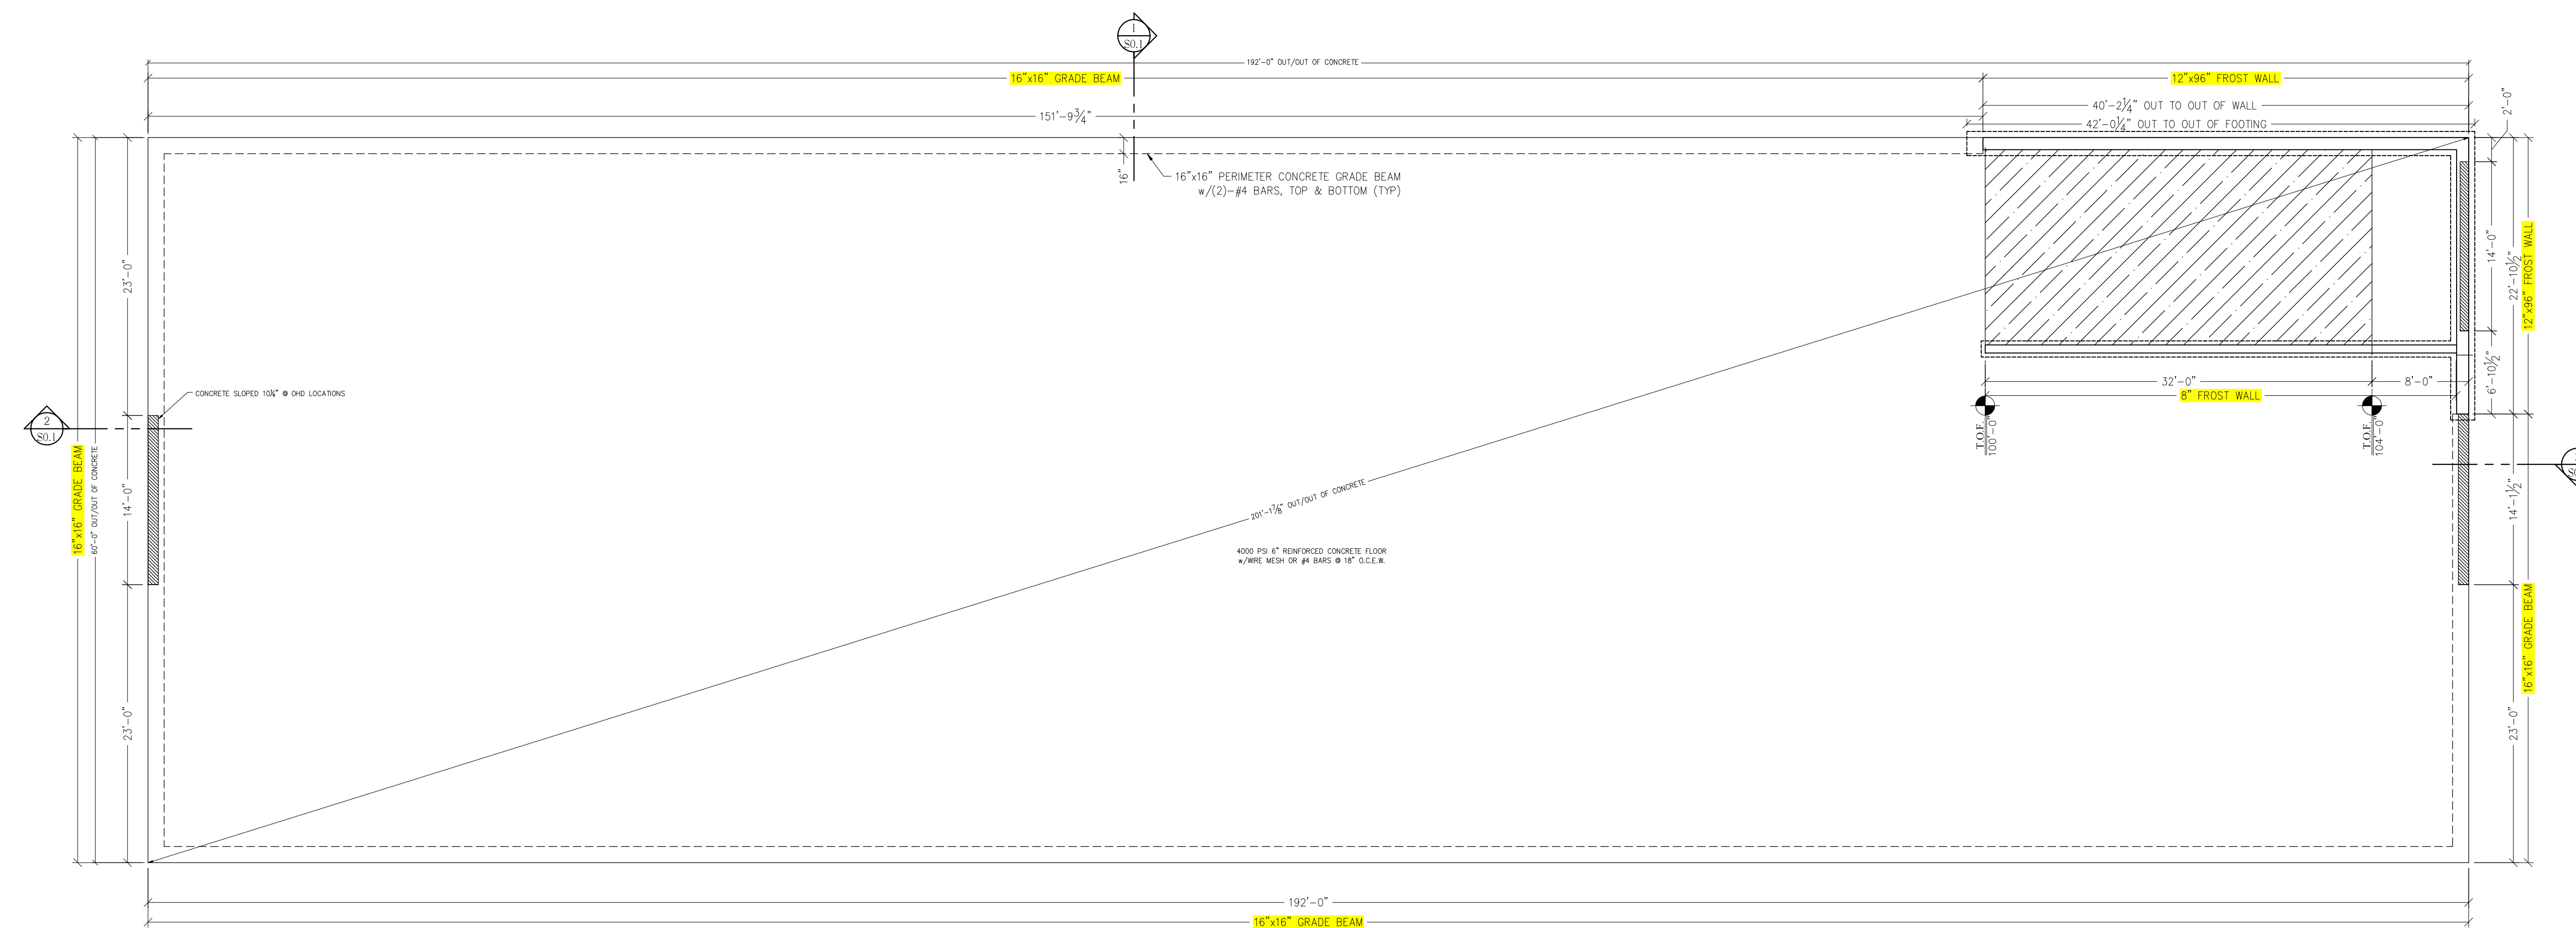 1
S0.1
192'-0" OUT/OUT OF CONCRETE
16"x16" GRADE BEAM
12"x96" FROST WALL
40'-2¼" OUT TO OUT OF WALL
2'-0"
151'-9¾"
42'-0¼" OUT TO OUT OF FOOTING
16"
16"x16" PERIMETER CONCRETE GRADE BEAM
w/(2)-#4 BARS, TOP & BOTTOM (TYP)
23'-0"
14'-0"
22'-10½"
12"x96" FROST WALL
CONCRETE SLOPED 10¼" @ OHD LOCATIONS
32'-0"
8'-0"
6'-10½"
8" FROST WALL
2
S0.1
T.O.F.
100'-0"
T.O.F.
104'-0"
16"x16" GRADE BEAM
60'-0" OUT/OUT OF CONCRETE
14'-0"
201'-1⅞" OUT/OUT OF CONCRETE
14'-1½"
4000 PSI 6" REINFORCED CONCRETE FLOOR
w/WIRE MESH OR #4 BARS @ 18" O.C.E.W.
16"x16" GRADE BEAM
23'-0"
23'-0"
192'-0"
16"x16" GRADE BEAM